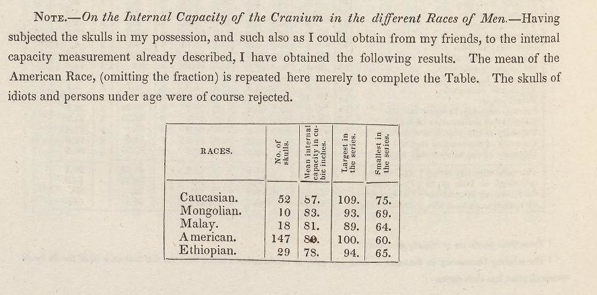 NOTE.—On the Internal Capacity of the Cranium in the different Races of Men.—Having
subjected the skulls in my possession, and such also as I could obtain from my friends, to the internal
capacity measurement already described, I have obtained the following results. The mean of the
American Race, (omitting the fraction) is repeated here merely to complete the Table. The skulls of
idiots and persons under age were of course rejected.
RACES. No. of skulls. Mean internal capacity in cubic inches. Largest in the series. Smallest in the series.
Caucasian. 52 87. 109. 75.
Mongolian. 10 83. 93. 69.
Malay. 18 81. 89. 64.
American. 147 80. 100. 60.
Ethiopian. 29 78. 94. 65.